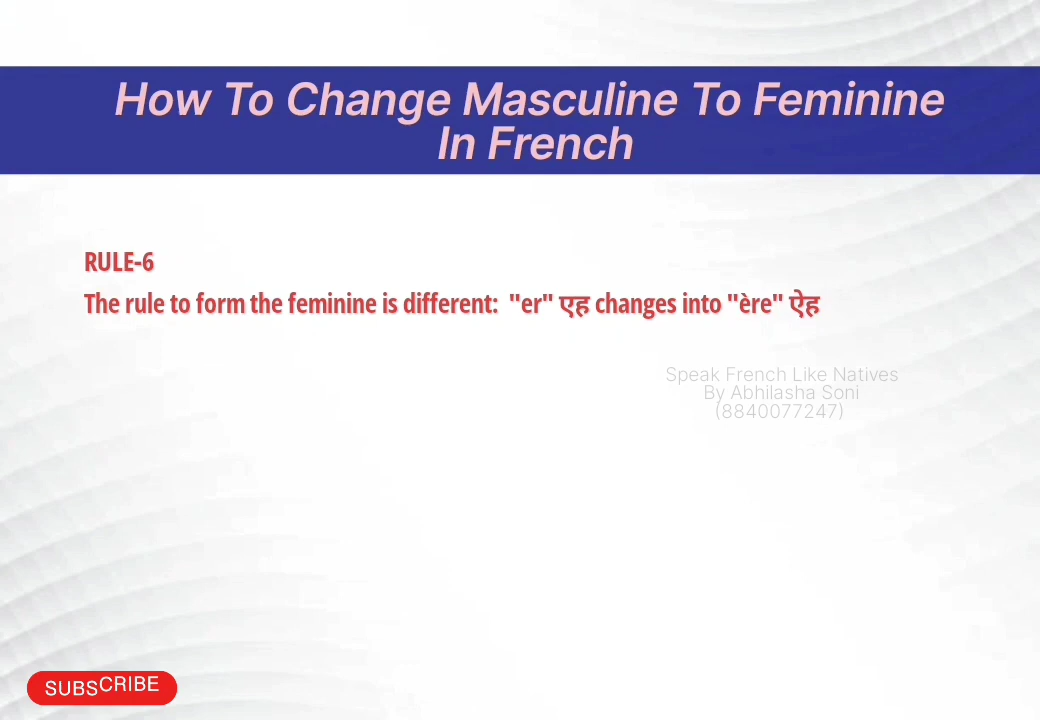 How To Change Masculine To Feminine
In French
RULE-6
The rule to form the feminine is different: "er" एह changes into "ère" ऐह
Speak French Like Natives
By Abhilasha Soni
(8840077247)
SUBSCRIBE